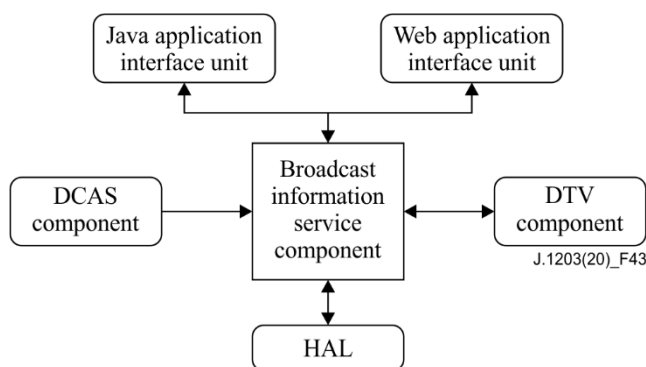 Java application
interface unit
Web application
interface unit
Broadcast
information
service
component
DCAS
component
DTV
component
J.1203(20)_F43
HAL